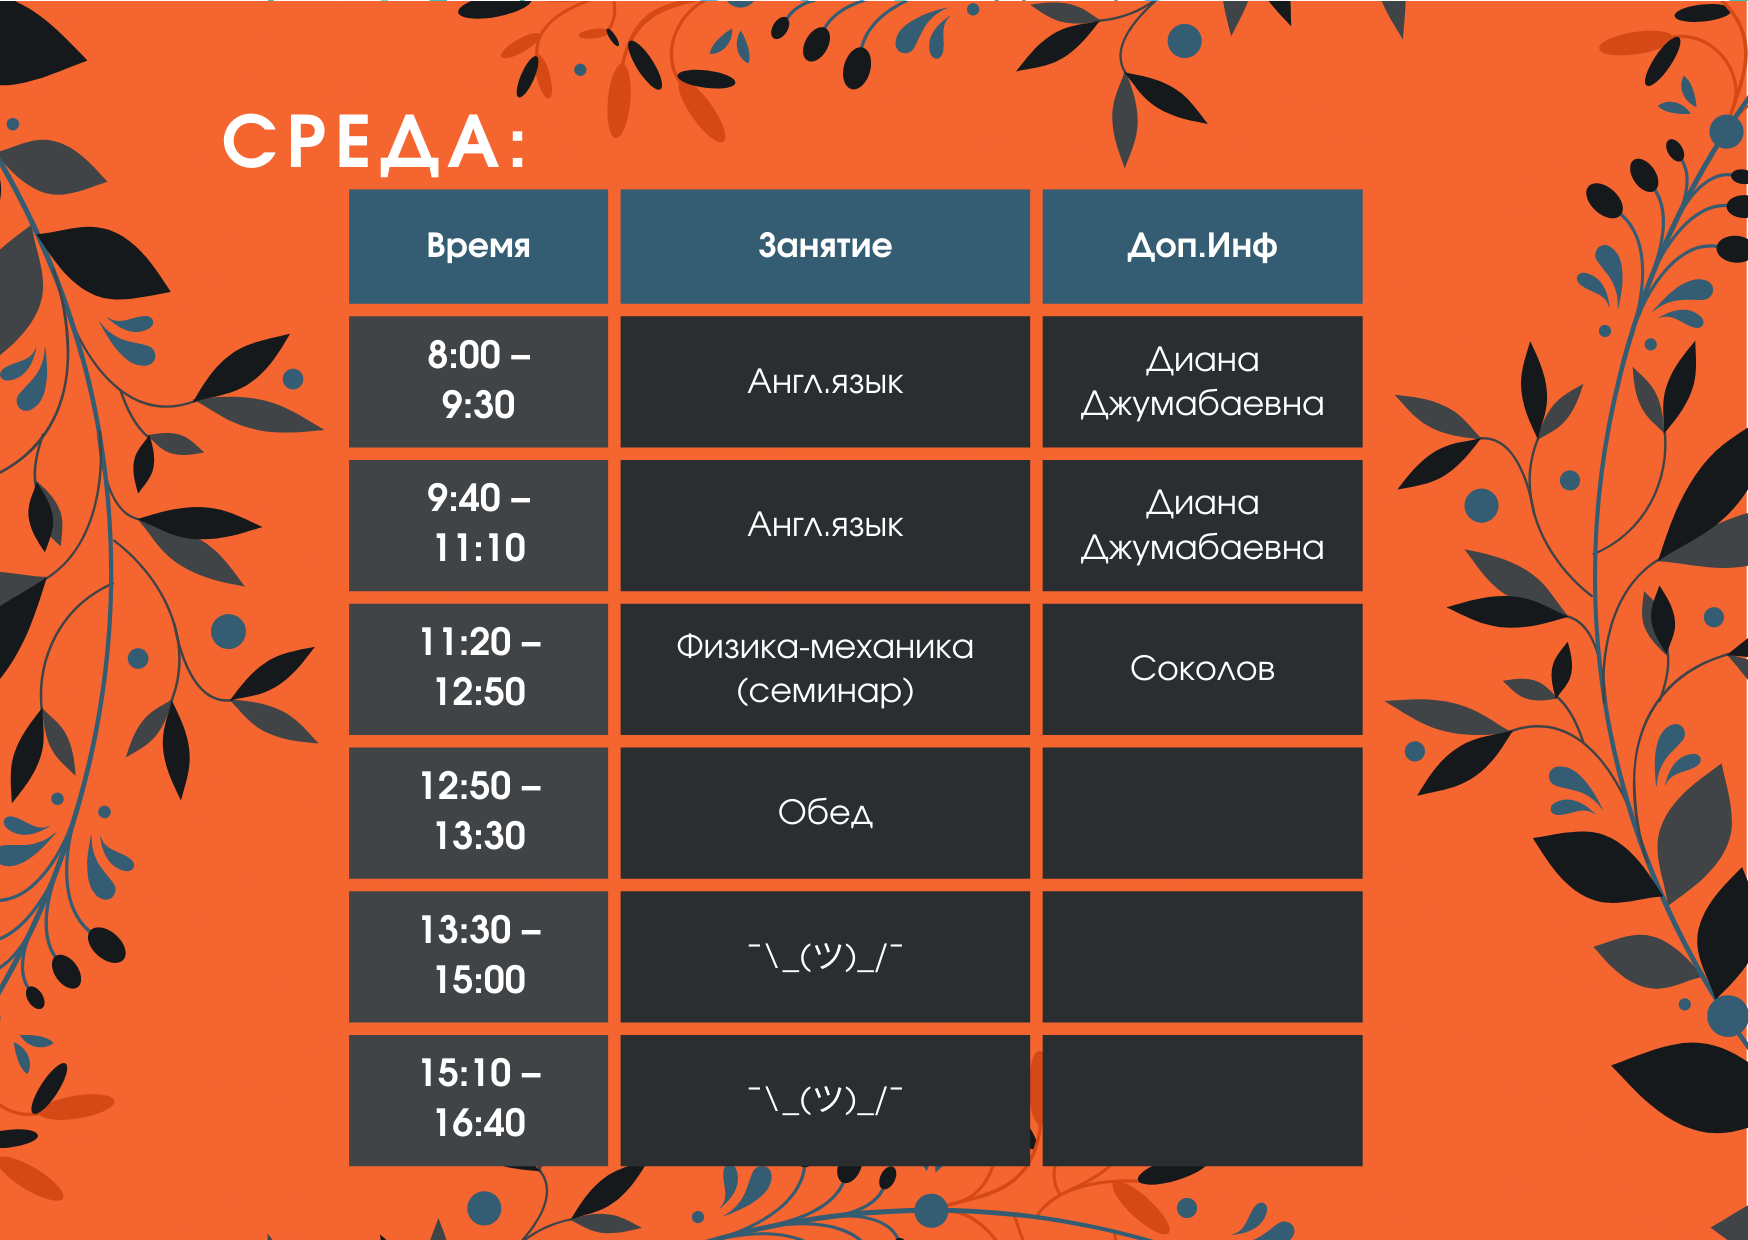 СРЕДА:
Время
Занятие
Доп.Инф
8:00 –
9:30
Англ.язык
Диана
Джумабаевна
9:40 –
11:10
Англ.язык
Диана
Джумабаевна
11:20 –
12:50
Физика-механика
(семинар)
Соколов
12:50 –
13:30
Обед
13:30 –
15:00
¯\_(ツ)_/¯
15:10 –
16:40
¯\_(ツ)_/¯